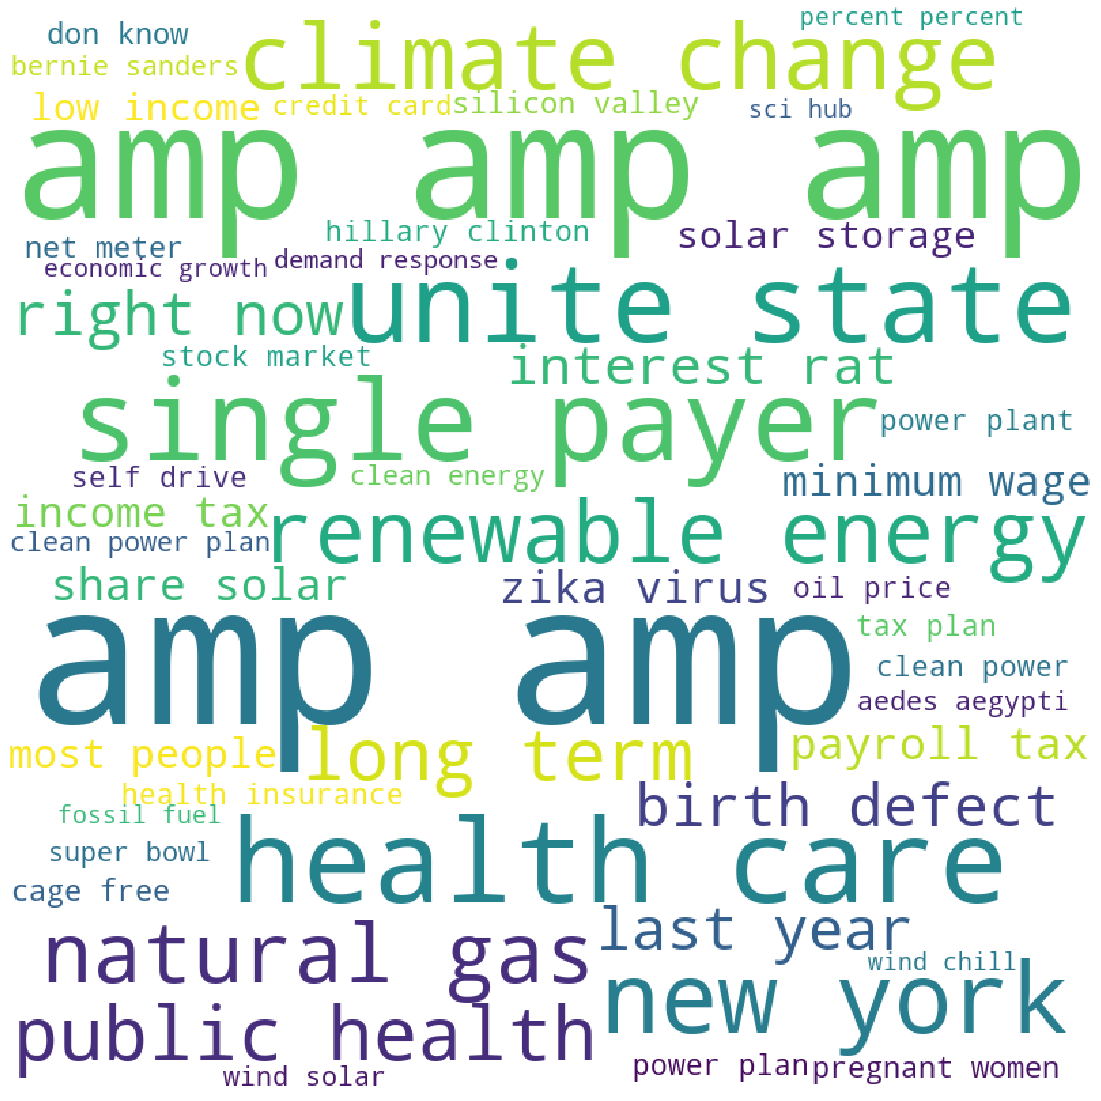 don know
percent percent
climate change
bernie sanders
low income
credit card
silicon valley
sci hub
amp amp amp
net meter
hillary clinton
solar storage
economic growth
demand response
right now
unite state
stock market
interest rat
single payer
power plant
self drive
clean energy
minimum wage
income tax
renewable energy
clean power plan
share solar
zika virus
oil price
amp amp
tax plan
clean power
aedes aegypti
most people
long term
payroll tax
health insurance
birth defect
fossil fuel
health care
super bowl
cage free
last year
natural gas
wind chill
new york
public health
wind solar
power plan
pregnant women